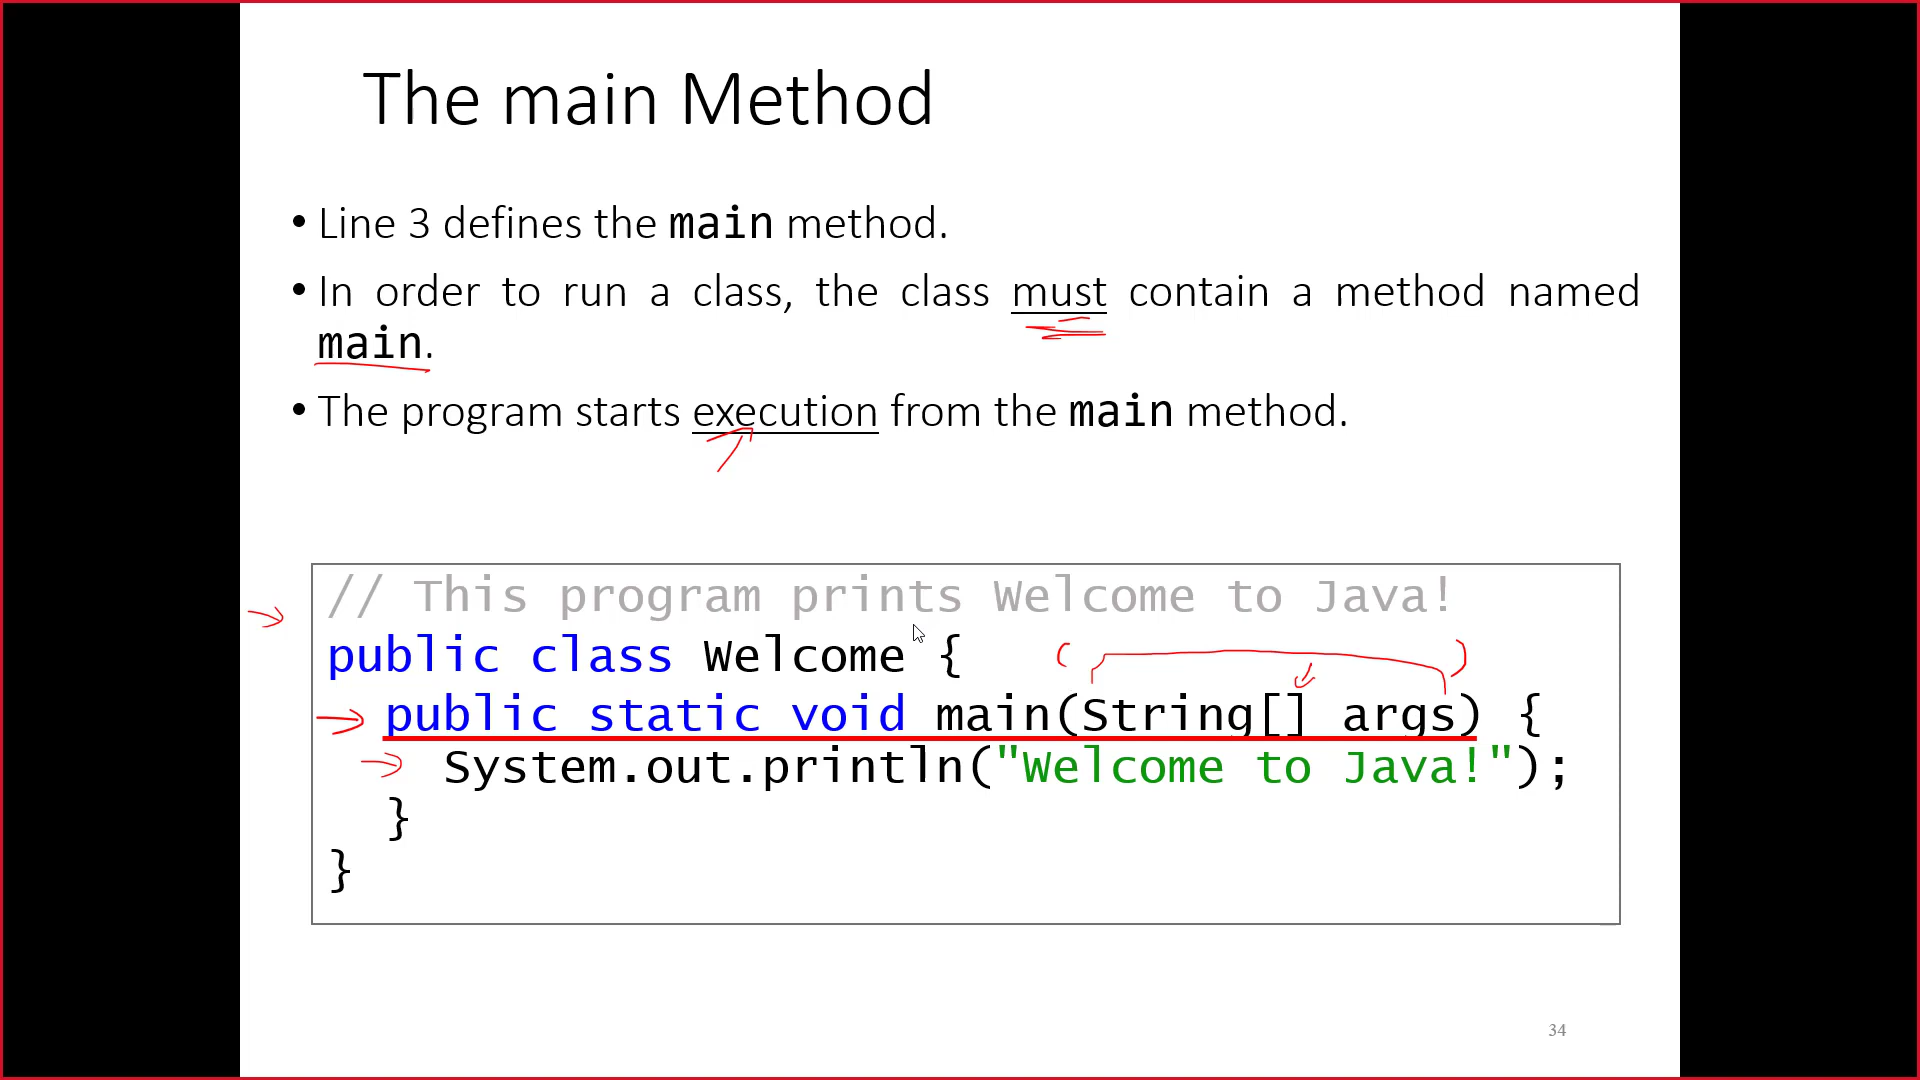 The main Method
• Line 3 defines the main method.
• In order to run a class, the class must contain a method named
main.
• The program starts execution from the main method.
// This program prints Welcome to Java!
public class Welcome {
public static void main(String[] args) {
System.out.println("Welcome to Java!");
}
}
34